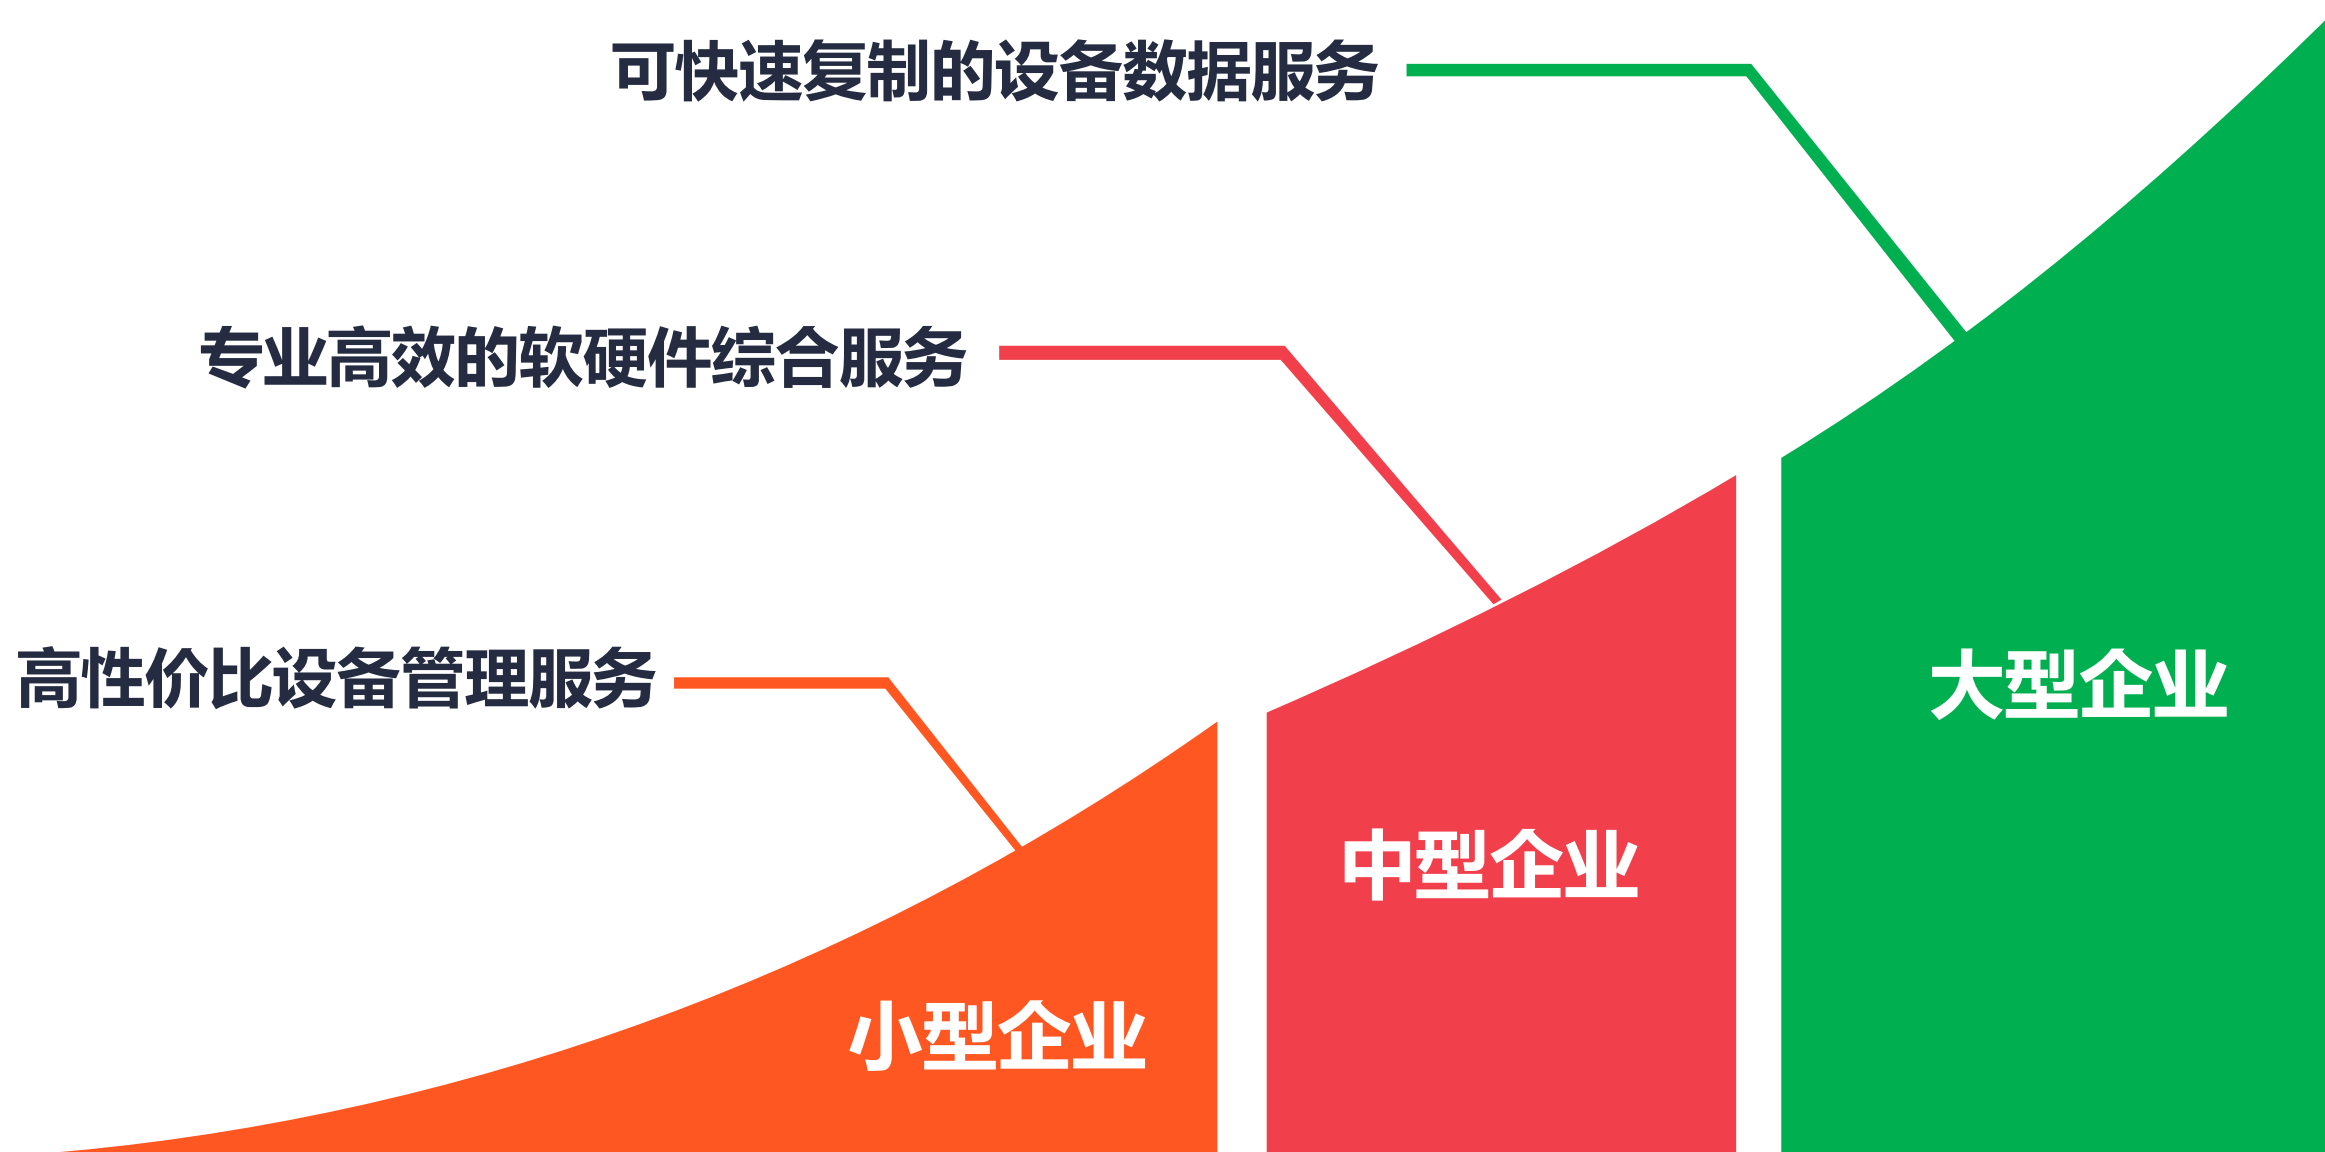 可快速复制的设备数据服务
专业高效的软硬件综合服务
高性价比设备管理服务
大型企业
中型企业
小型企业